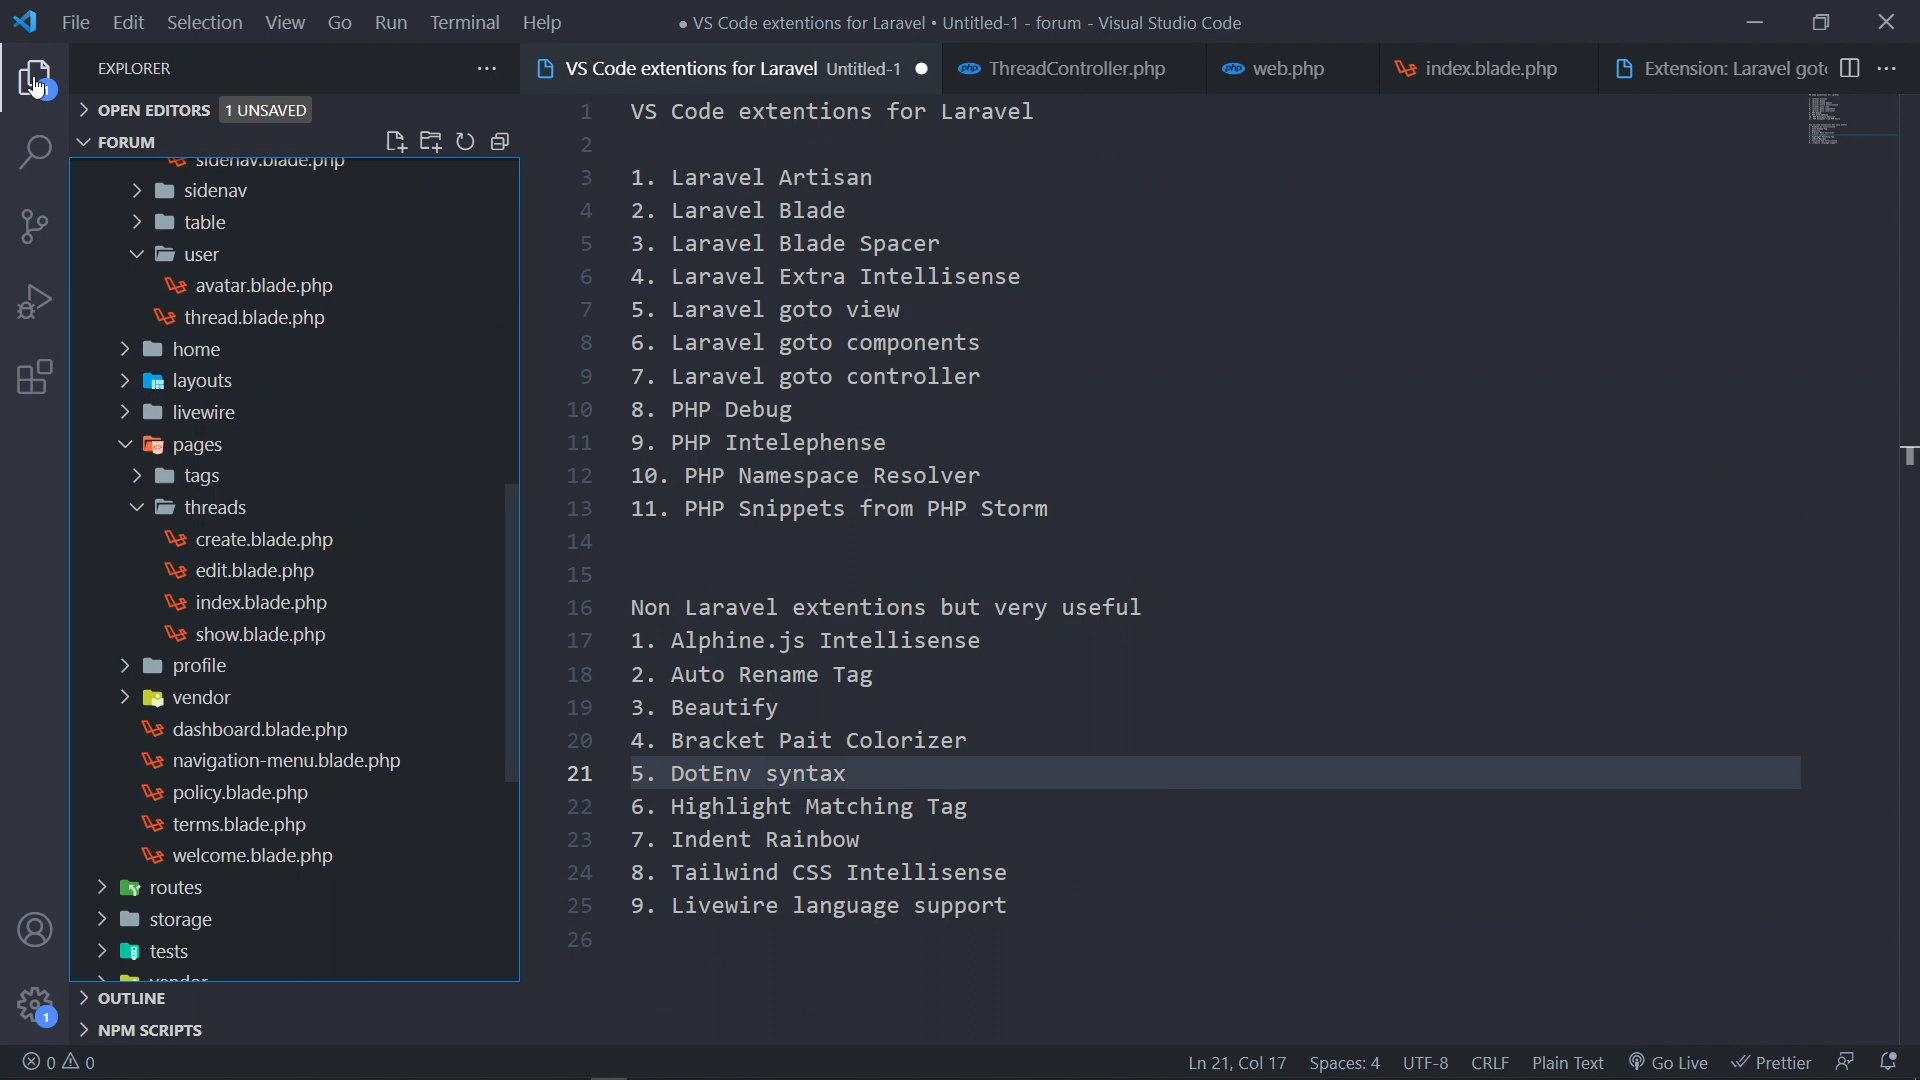 File Edit Selection View Go Run Terminal Help
● VS Code extentions for Laravel • Untitled-1 - forum - Visual Studio Code
EXPLORER
VS Code extentions for Laravel Untitled-1
ThreadController.php
web.php
index.blade.php
Extension: Laravel goto
OPEN EDITORS 1 UNSAVED
FORUM
sidenav.blade.php
sidenav
table
user
avatar.blade.php
thread.blade.php
home
layouts
livewire
pages
tags
threads
create.blade.php
edit.blade.php
index.blade.php
show.blade.php
profile
vendor
dashboard.blade.php
navigation-menu.blade.php
policy.blade.php
terms.blade.php
welcome.blade.php
routes
storage
tests
vendor
OUTLINE
NPM SCRIPTS
1
1 VS Code extentions for Laravel
2
3 1. Laravel Artisan
4 2. Laravel Blade
5 3. Laravel Blade Spacer
6 4. Laravel Extra Intellisense
7 5. Laravel goto view
8 6. Laravel goto components
9 7. Laravel goto controller
10 8. PHP Debug
11 9. PHP Intelephense
12 10. PHP Namespace Resolver
13 11. PHP Snippets from PHP Storm
14
15
16 Non Laravel extentions but very useful
17 1. Alphine.js Intellisense
18 2. Auto Rename Tag
19 3. Beautify
20 4. Bracket Pait Colorizer
21 5. DotEnv syntax
22 6. Highlight Matching Tag
23 7. Indent Rainbow
24 8. Tailwind CSS Intellisense
25 9. Livewire language support
26
0 0
Ln 21, Col 17 Spaces: 4 UTF-8 CRLF Plain Text Go Live Prettier